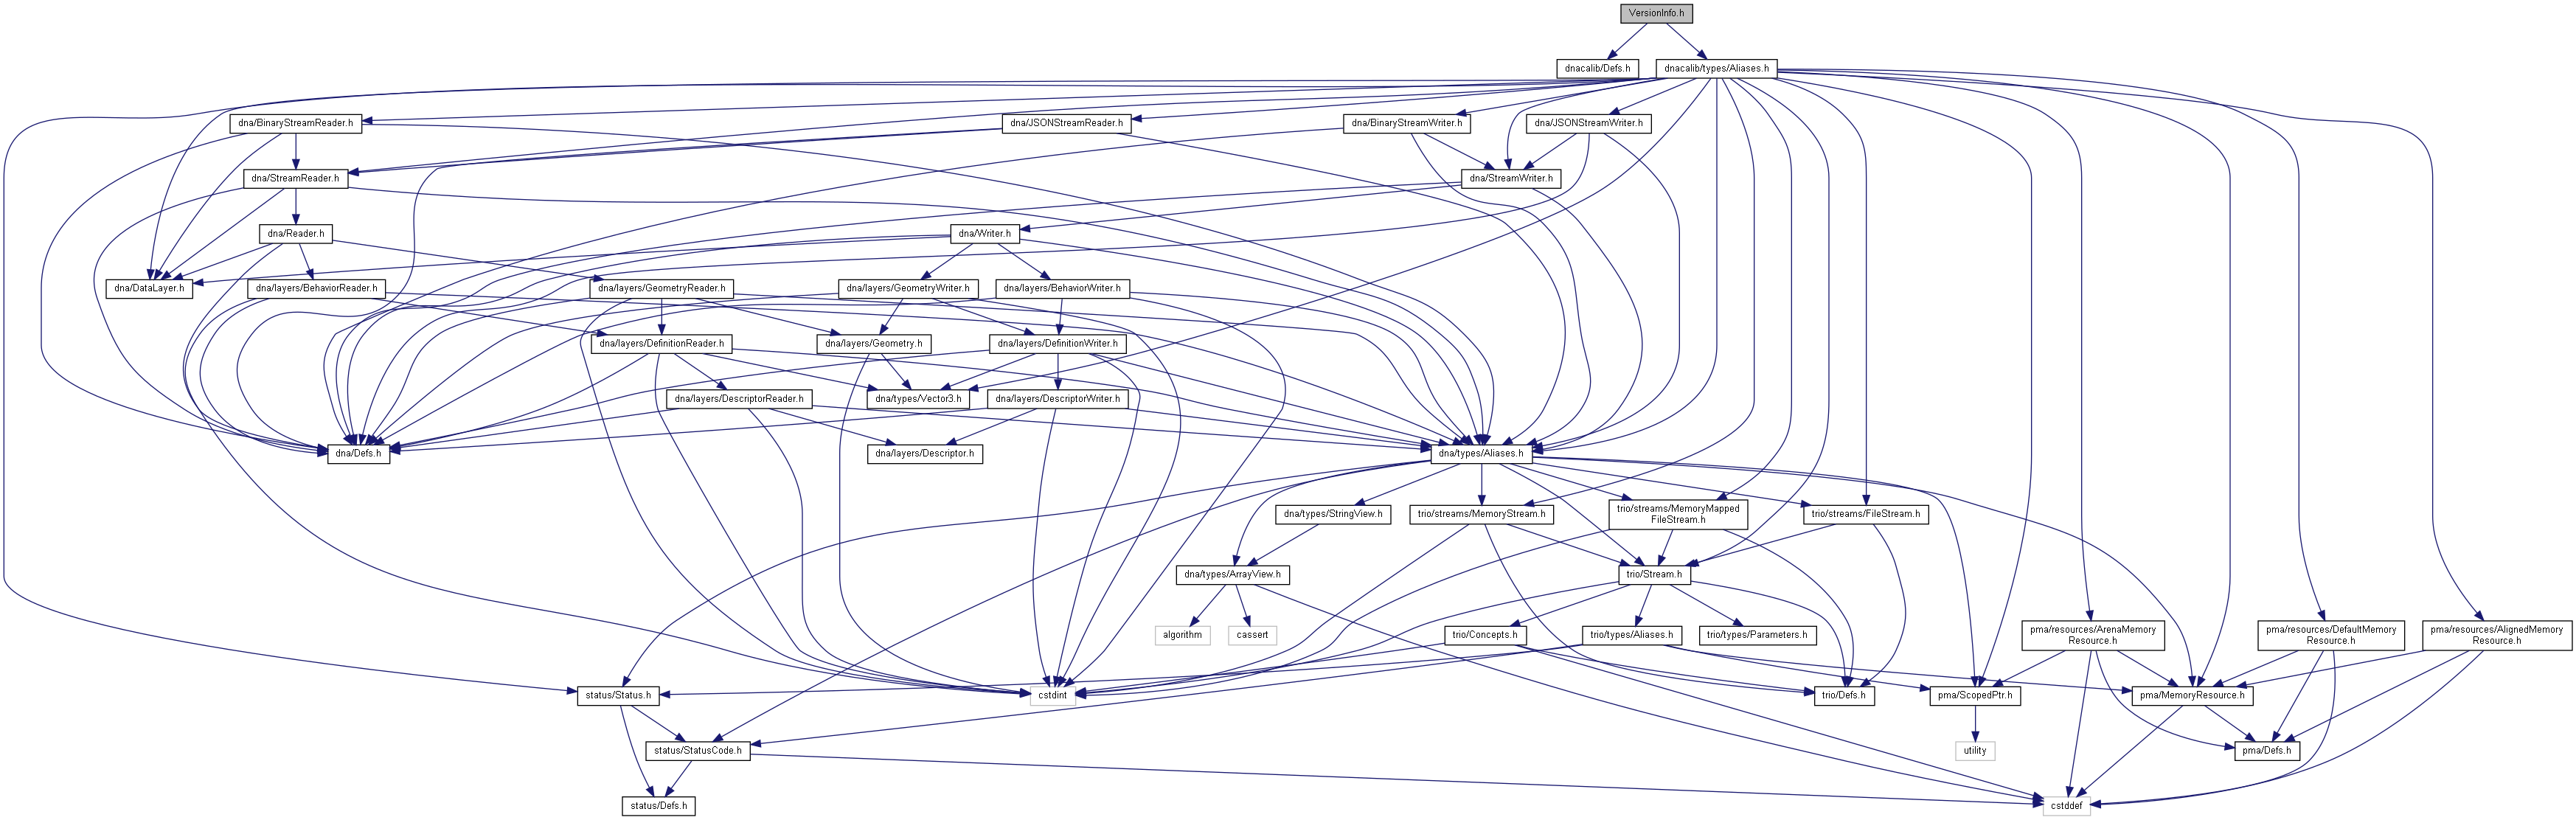 VersionInfo.h
dnacalib/Defs.h
dnacalib/types/Aliases.h
dna/BinaryStreamReader.h
dna/JSONStreamReader.h
dna/BinaryStreamWriter.h
dna/JSONStreamWriter.h
dna/StreamReader.h
dna/StreamWriter.h
dna/Reader.h
dna/Writer.h
dna/DataLayer.h
dna/layers/BehaviorReader.h
dna/layers/GeometryReader.h
dna/layers/GeometryWriter.h
dna/layers/BehaviorWriter.h
dna/layers/DefinitionReader.h
dna/layers/Geometry.h
dna/layers/DefinitionWriter.h
dna/layers/DescriptorReader.h
dna/types/Vector3.h
dna/layers/DescriptorWriter.h
dna/Defs.h
dna/layers/Descriptor.h
dna/types/Aliases.h
dna/types/StringView.h
trio/streams/MemoryStream.h
trio/streams/MemoryMapped
FileStream.h
trio/streams/FileStream.h
dna/types/ArrayView.h
trio/Stream.h
algorithm
cassert
trio/Concepts.h
trio/types/Aliases.h
trio/types/Parameters.h
pma/resources/ArenaMemory
Resource.h
pma/resources/DefaultMemory
Resource.h
pma/resources/AlignedMemory
Resource.h
status/Status.h
cstdint
trio/Defs.h
pma/ScopedPtr.h
pma/MemoryResource.h
status/StatusCode.h
utility
pma/Defs.h
status/Defs.h
cstddef